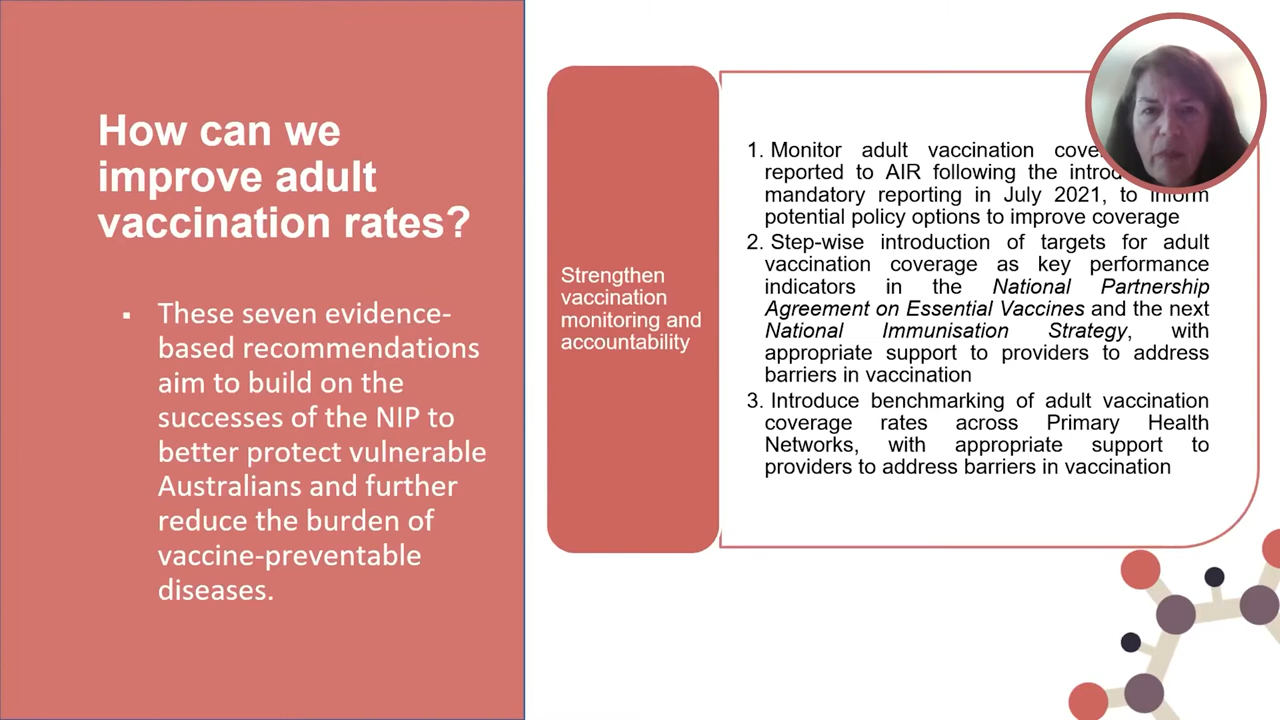 How can we
improve adult
vaccination rates?
▪ These seven evidence-
based recommendations
aim to build on the
successes of the NIP to
better protect vulnerable
Australians and further
reduce the burden of
vaccine-preventable
diseases.
Strengthen
vaccination
monitoring and
accountability
1. Monitor adult vaccination
reported to AIR following the
mandatory reporting in July 2021, to inform
potential policy options to improve coverage
2. Step-wise introduction of targets for adult
vaccination coverage as key performance
indicators in the National Partnership
Agreement on Essential Vaccines and the next
National Immunisation Strategy, with
appropriate support to providers to address
barriers in vaccination
3. Introduce benchmarking of adult vaccination
coverage rates across Primary Health
Networks, with appropriate support to
providers to address barriers in vaccination